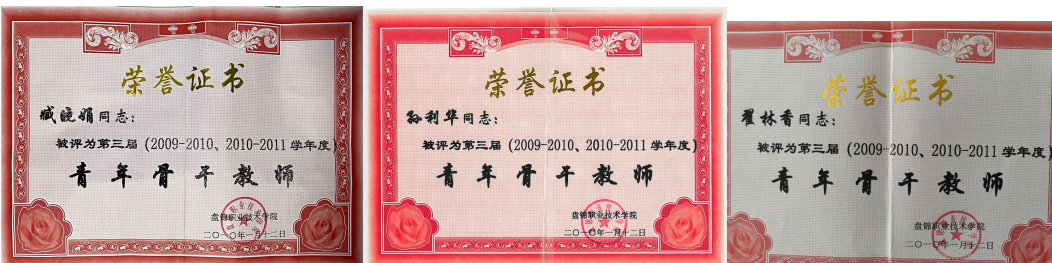 荣誉证书
臧晓娟同志：
被评为第三届（2009-2010、2010-2011学年度）
青年骨干教师
盘锦职业技术学院
二〇一〇年一月十二日
荣誉证书
孙利华同志：
被评为第三届（2009-2010、2010-2011学年度）
青年骨干教师
盘锦职业技术学院
二〇一〇年一月十二日
荣誉证书
翟林香同志：
被评为第三届（2009-2010、2010-2011学年度）
青年骨干教师
盘锦职业技术学院
二〇一〇年一月十二日